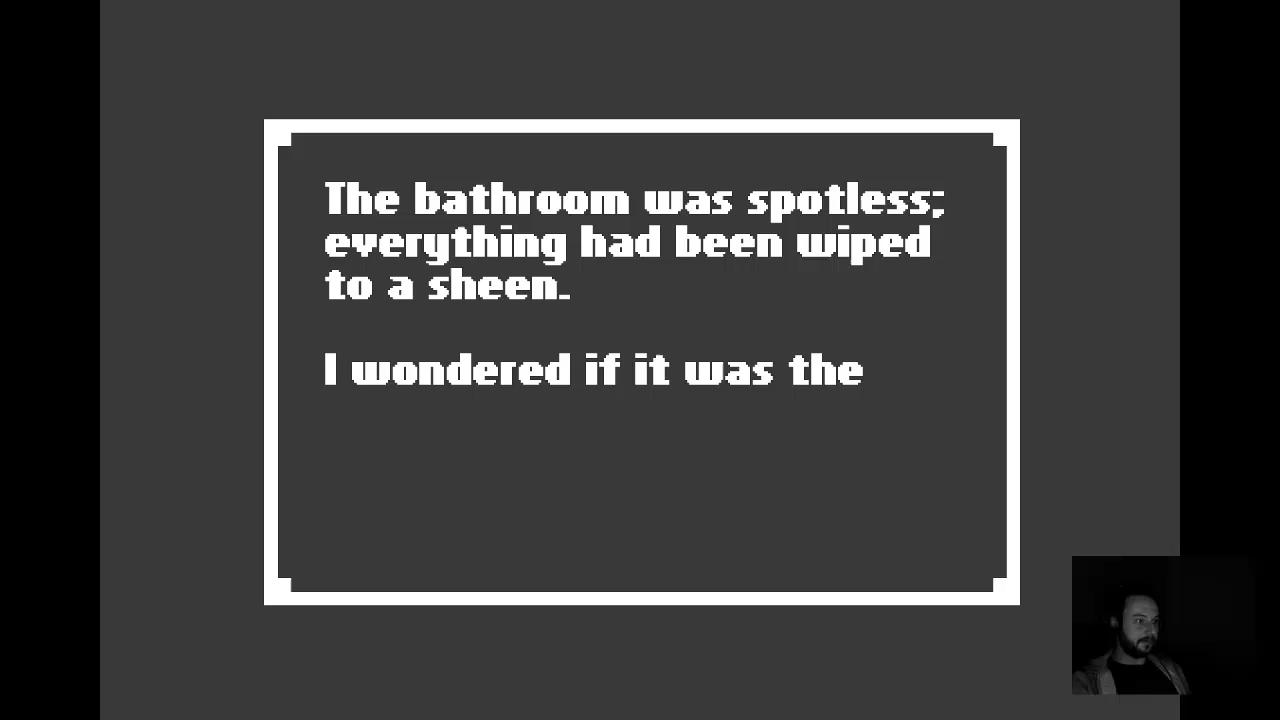 The bathroom was spotless;
everything had been wiped
to a sheen.
I wondered if it was the